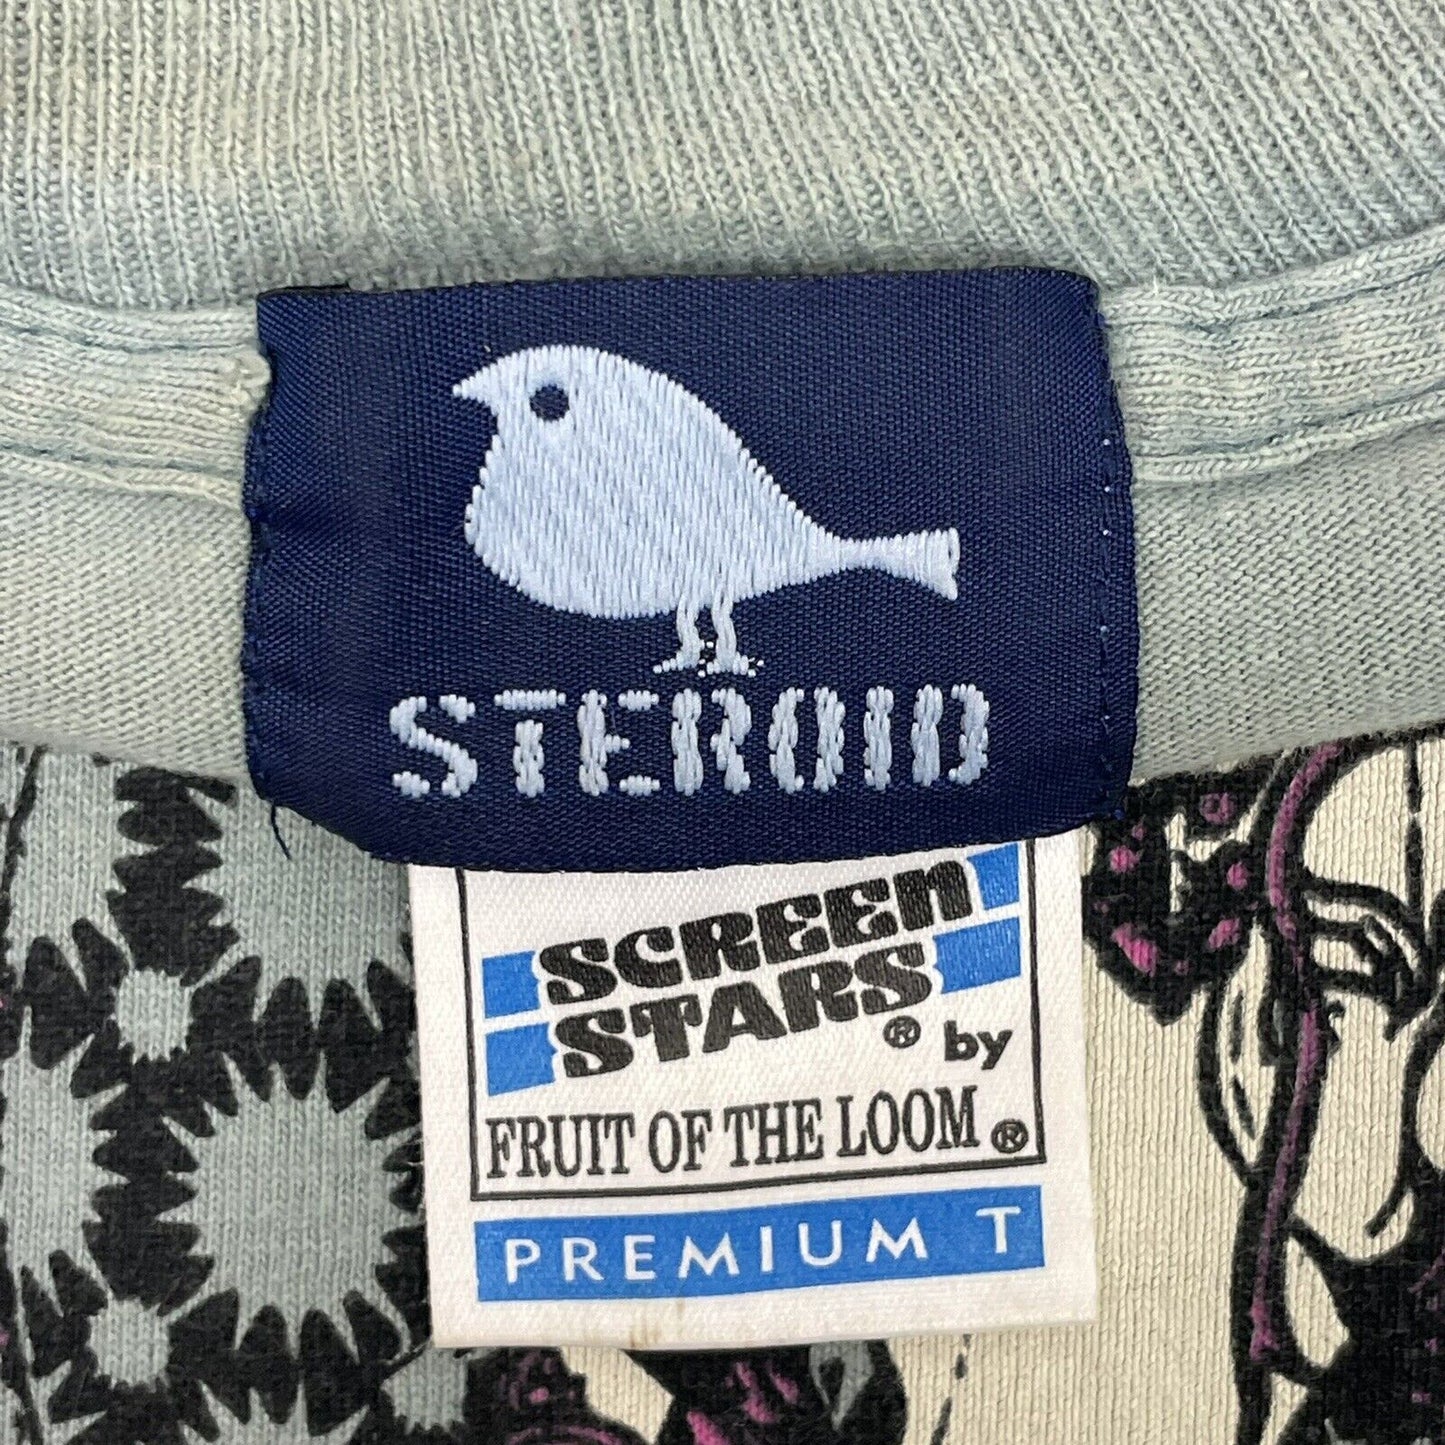 STEROID
SCREEN
STARS® by
FRUIT OF THE LOOM®
PREMIUM T